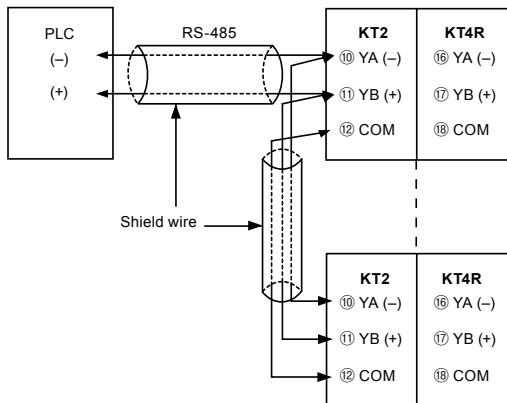 PLC
(–)
(+)
RS-485
Shield wire
KT2
⑩ YA (–)
⑪ YB (+)
⑫ COM
KT4R
⑯ YA (–)
⑰ YB (+)
⑱ COM
KT2
⑩ YA (–)
⑪ YB (+)
⑫ COM
KT4R
⑯ YA (–)
⑰ YB (+)
⑱ COM